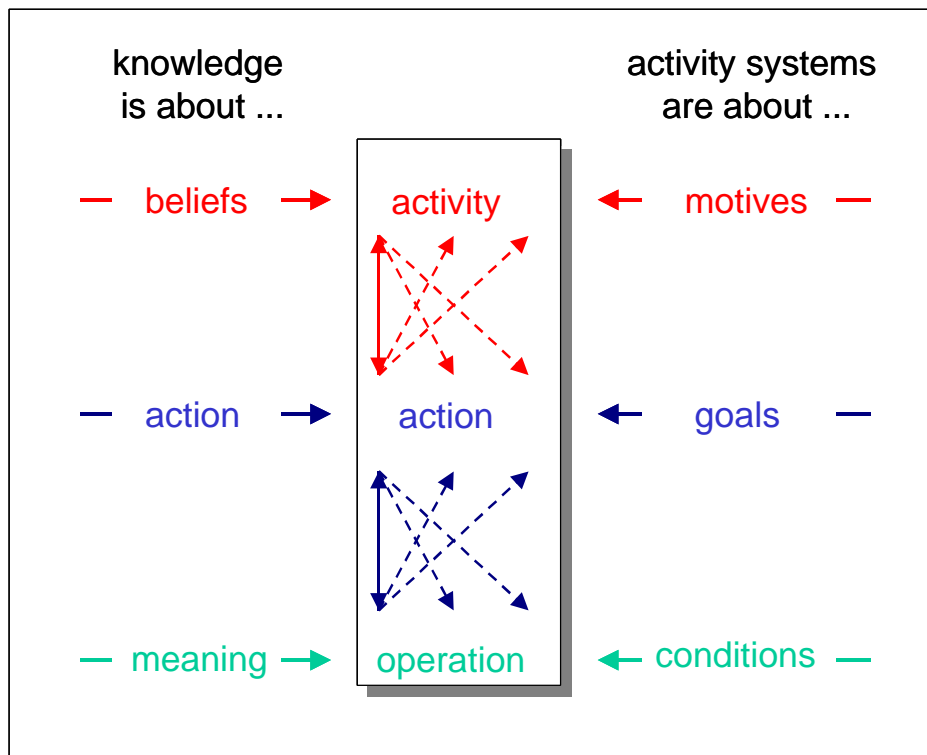 knowledge
is about ...
activity systems
are about ...
beliefs
activity
motives
action
action
goals
meaning
operation
conditions